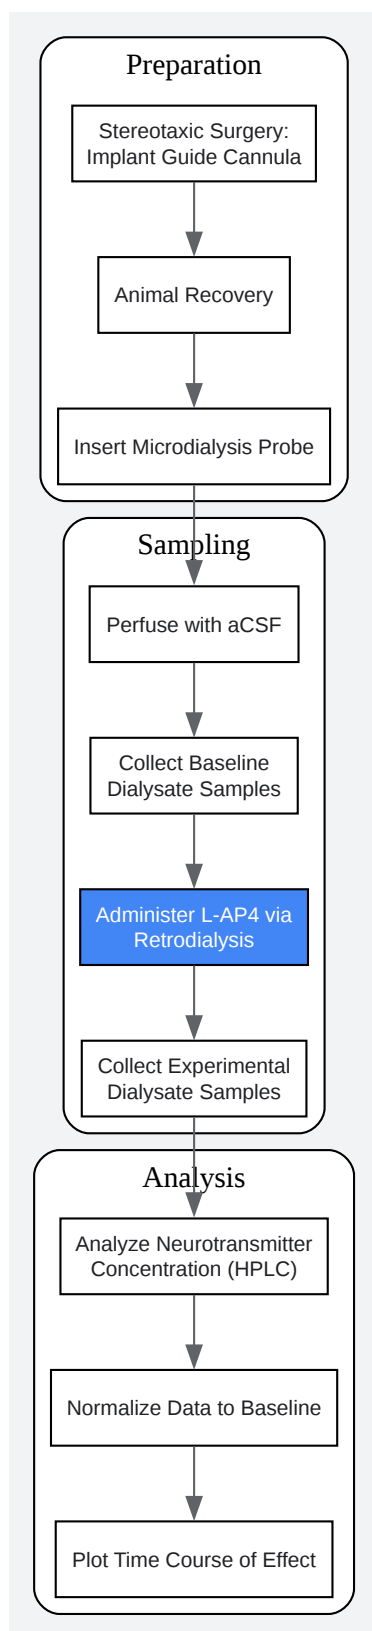 Preparation
Stereotaxic Surgery:
Implant Guide Cannula
Animal Recovery
Insert Microdialysis Probe
Sampling
Perfuse with aCSF
Collect Baseline
Dialysate Samples
Administer L-AP4 via
Retrodialysis
Collect Experimental
Dialysate Samples
Analysis
Analyze Neurotransmitter
Concentration (HPLC)
Normalize Data to Baseline
Plot Time Course of Effect